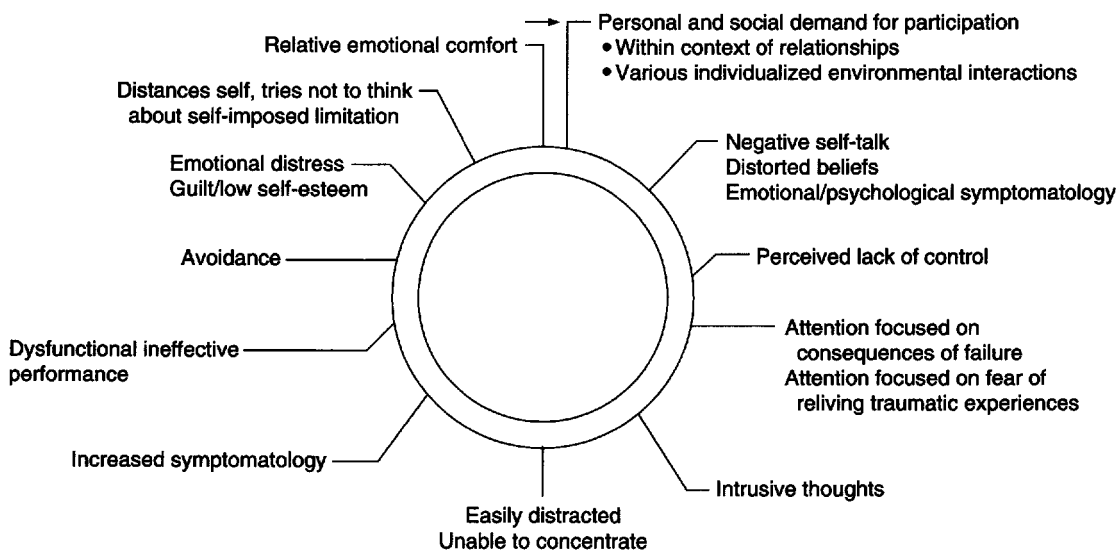 Personal and social demand for participation
• Within context of relationships
• Various individualized environmental interactions
Negative self-talk
Distorted beliefs
Emotional/psychological symptomatology
Perceived lack of control
Attention focused on
consequences of failure
Attention focused on fear of
reliving traumatic experiences
Intrusive thoughts
Easily distracted
Unable to concentrate
Increased symptomatology
Dysfunctional ineffective
performance
Avoidance
Emotional distress
Guilt/low self-esteem
Distances self, tries not to think
about self-imposed limitation
Relative emotional comfort